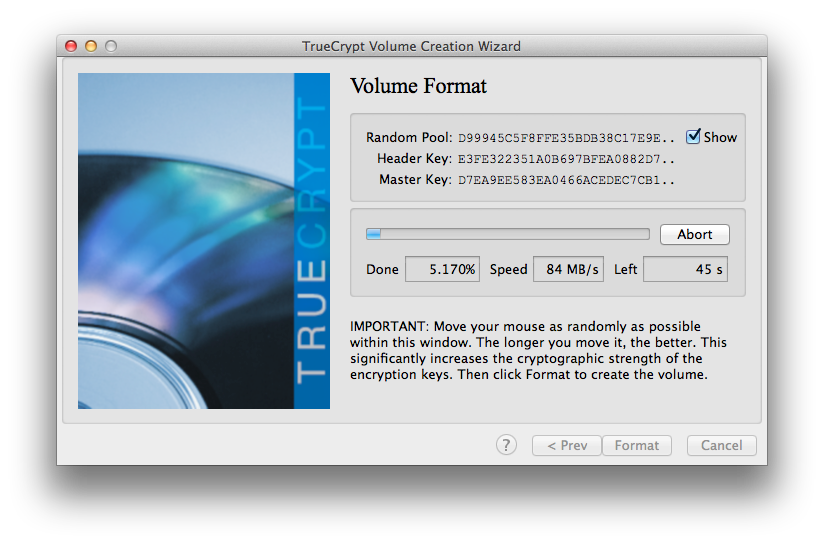 TrueCrypt Volume Creation Wizard
TRUECRYPT
Volume Format
Random Pool: D99945C5F8FFE35BDB38C17E9E.. Show
Header Key: E3FE322351A0B697BFEA0882D7..
Master Key: D7EA9EE583EA0466ACEDEC7CB1..
Abort
Done 5.170% Speed 84 MB/s Left 45 s
IMPORTANT: Move your mouse as randomly as possible
within this window. The longer you move it, the better. This
significantly increases the cryptographic strength of the
encryption keys. Then click Format to create the volume.
? < Prev Format Cancel